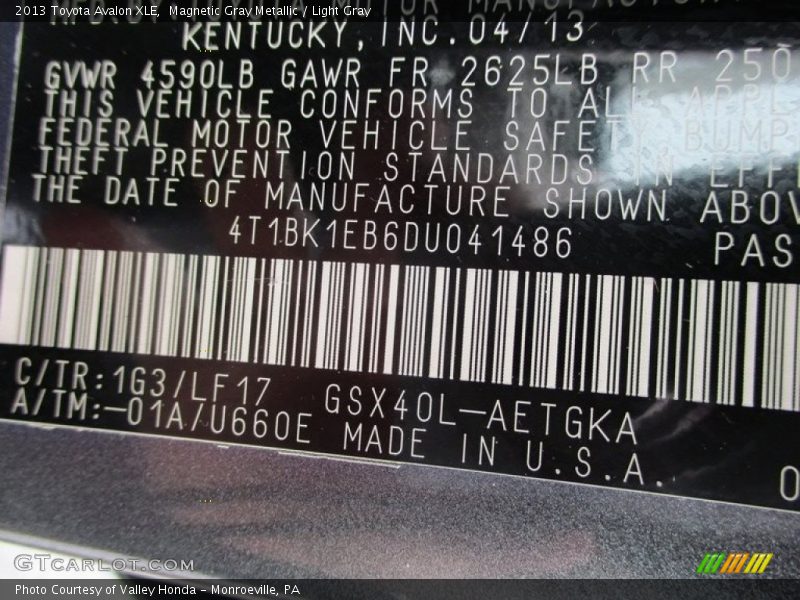 2013 Toyota Avalon XLE, Magnetic Gray Metallic / Light Gray
KENTUCKY, INC. 04/13
GVWR 4590LB GAWR FR 2625LB RR 250
THIS VEHICLE CONFORMS TO ALL APPL
FEDERAL MOTOR VEHICLE SAFETY, BUMP
THEFT PREVENTION STANDARDS IN EFF
THE DATE OF MANUFACTURE SHOWN ABOV
4T1BK1EB6DU041486 PAS
C/TR:1G3/LF17 GSX40L—AETGKA
A/TM:—01A/U660E MADE IN U.S.A. 0
GTCarlot.com
Photo Courtesy of Valley Honda - Monroeville, PA